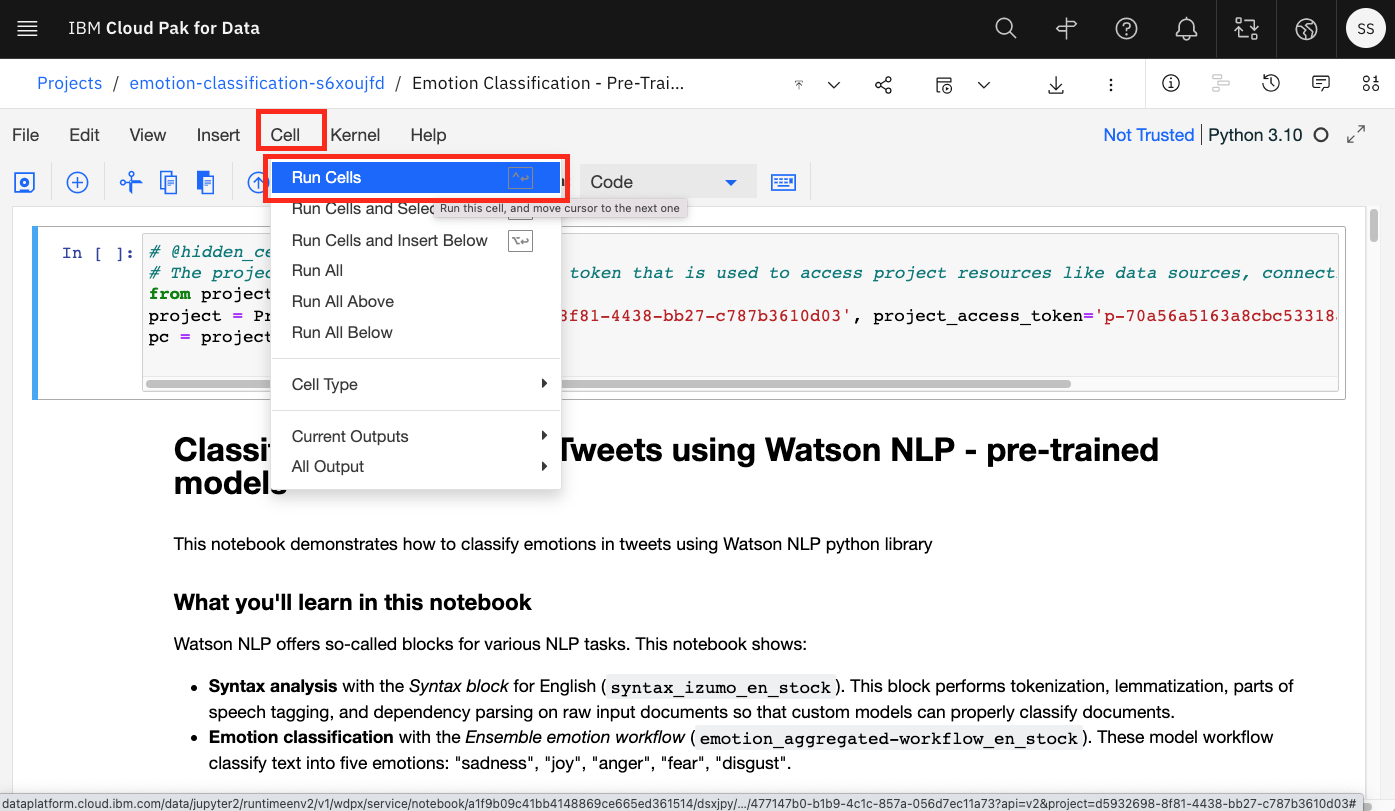 IBM Cloud Pak for Data
SS
Projects / emotion-classification-s6xoujfd / Emotion Classification - Pre-Trai...
File Edit View Insert Cell Kernel Help
Not Trusted Python 3.10
Run Cells ^↩
Code
Run Cells and Selec
Run this cell, and move cursor to the next one
Run Cells and Insert Below ⌥↩
Run All
Run All Above
Run All Below
Cell Type
Current Outputs
All Output
In [ ]:
# @hidden_ce
# The projec token that is used to access project resources like data sources, connect
from project
project = Pr 8f81-4438-bb27-c787b3610d03', project_access_token='p-70a56a5163a8cbc53318
pc = project
Classif Tweets using Watson NLP - pre-trained
models
This notebook demonstrates how to classify emotions in tweets using Watson NLP python library
What you'll learn in this notebook
Watson NLP offers so-called blocks for various NLP tasks. This notebook shows:
• Syntax analysis with the Syntax block for English (syntax_izumo_en_stock). This block performs tokenization, lemmatization, parts of
speech tagging, and dependency parsing on raw input documents so that custom models can properly classify documents.
• Emotion classification with the Ensemble emotion workflow (emotion_aggregated-workflow_en_stock). These model workflow
classify text into five emotions: "sadness", "joy", "anger", "fear", "disgust".
dataplatform.cloud.ibm.com/data/jupyter2/runtimeenv2/v1/wdpx/service/notebook/a1f9b09c41bb4148869ce665ed361514/dsxjpy/.../477147b0-b1b9-4c1c-857a-056d7ec11a73?api=v2&project=d5932698-8f81-4438-bb27-c787b3610d03#